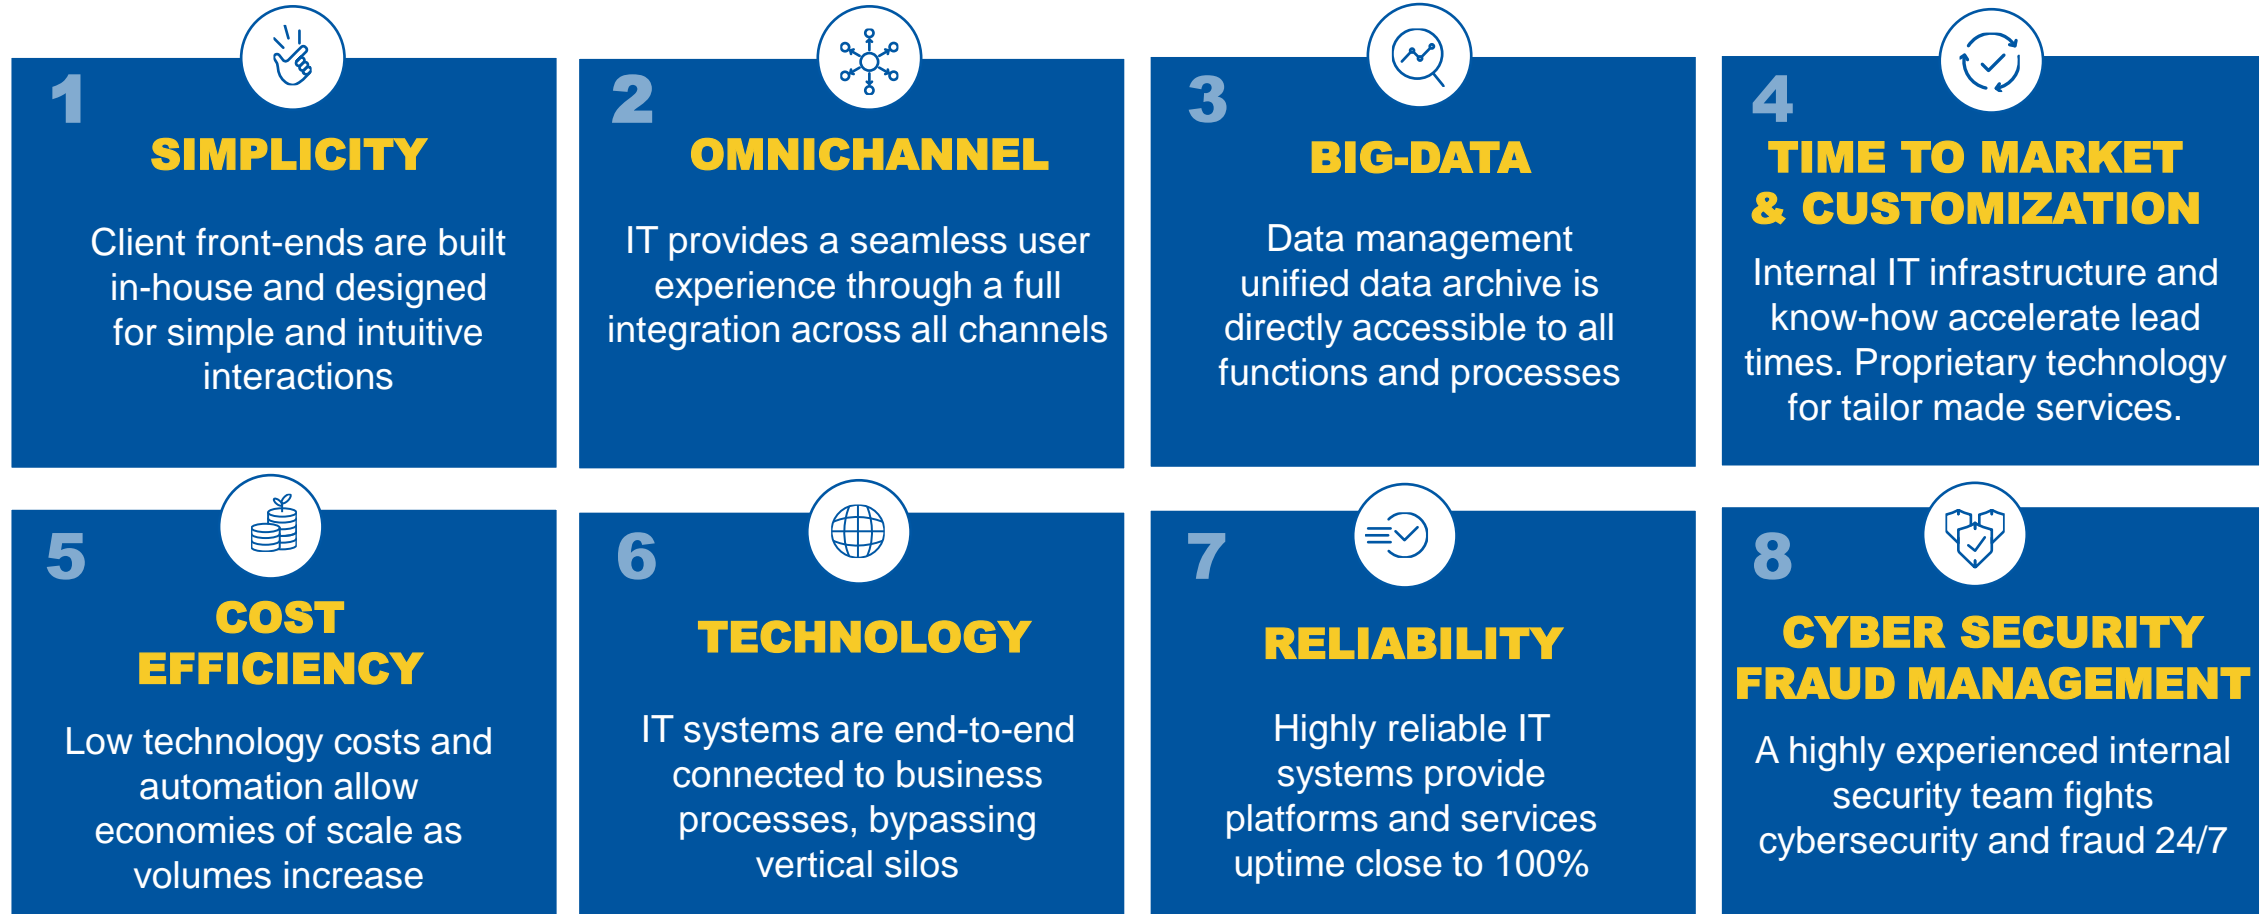 1
SIMPLICITY
Client front-ends are built
in-house and designed
for simple and intuitive
interactions
2
OMNICHANNEL
IT provides a seamless user
experience through a full
integration across all channels
3
BIG-DATA
Data management
unified data archive is
directly accessible to all
functions and processes
4
TIME TO MARKET
& CUSTOMIZATION
Internal IT infrastructure and
know-how accelerate lead
times. Proprietary technology
for tailor made services.
5
COST
EFFICIENCY
Low technology costs and
automation allow
economies of scale as
volumes increase
6
TECHNOLOGY
IT systems are end-to-end
connected to business
processes, bypassing
vertical silos
7
RELIABILITY
Highly reliable IT
systems provide
platforms and services
uptime close to 100%
8
CYBER SECURITY
FRAUD MANAGEMENT
A highly experienced internal
security team fights
cybersecurity and fraud 24/7